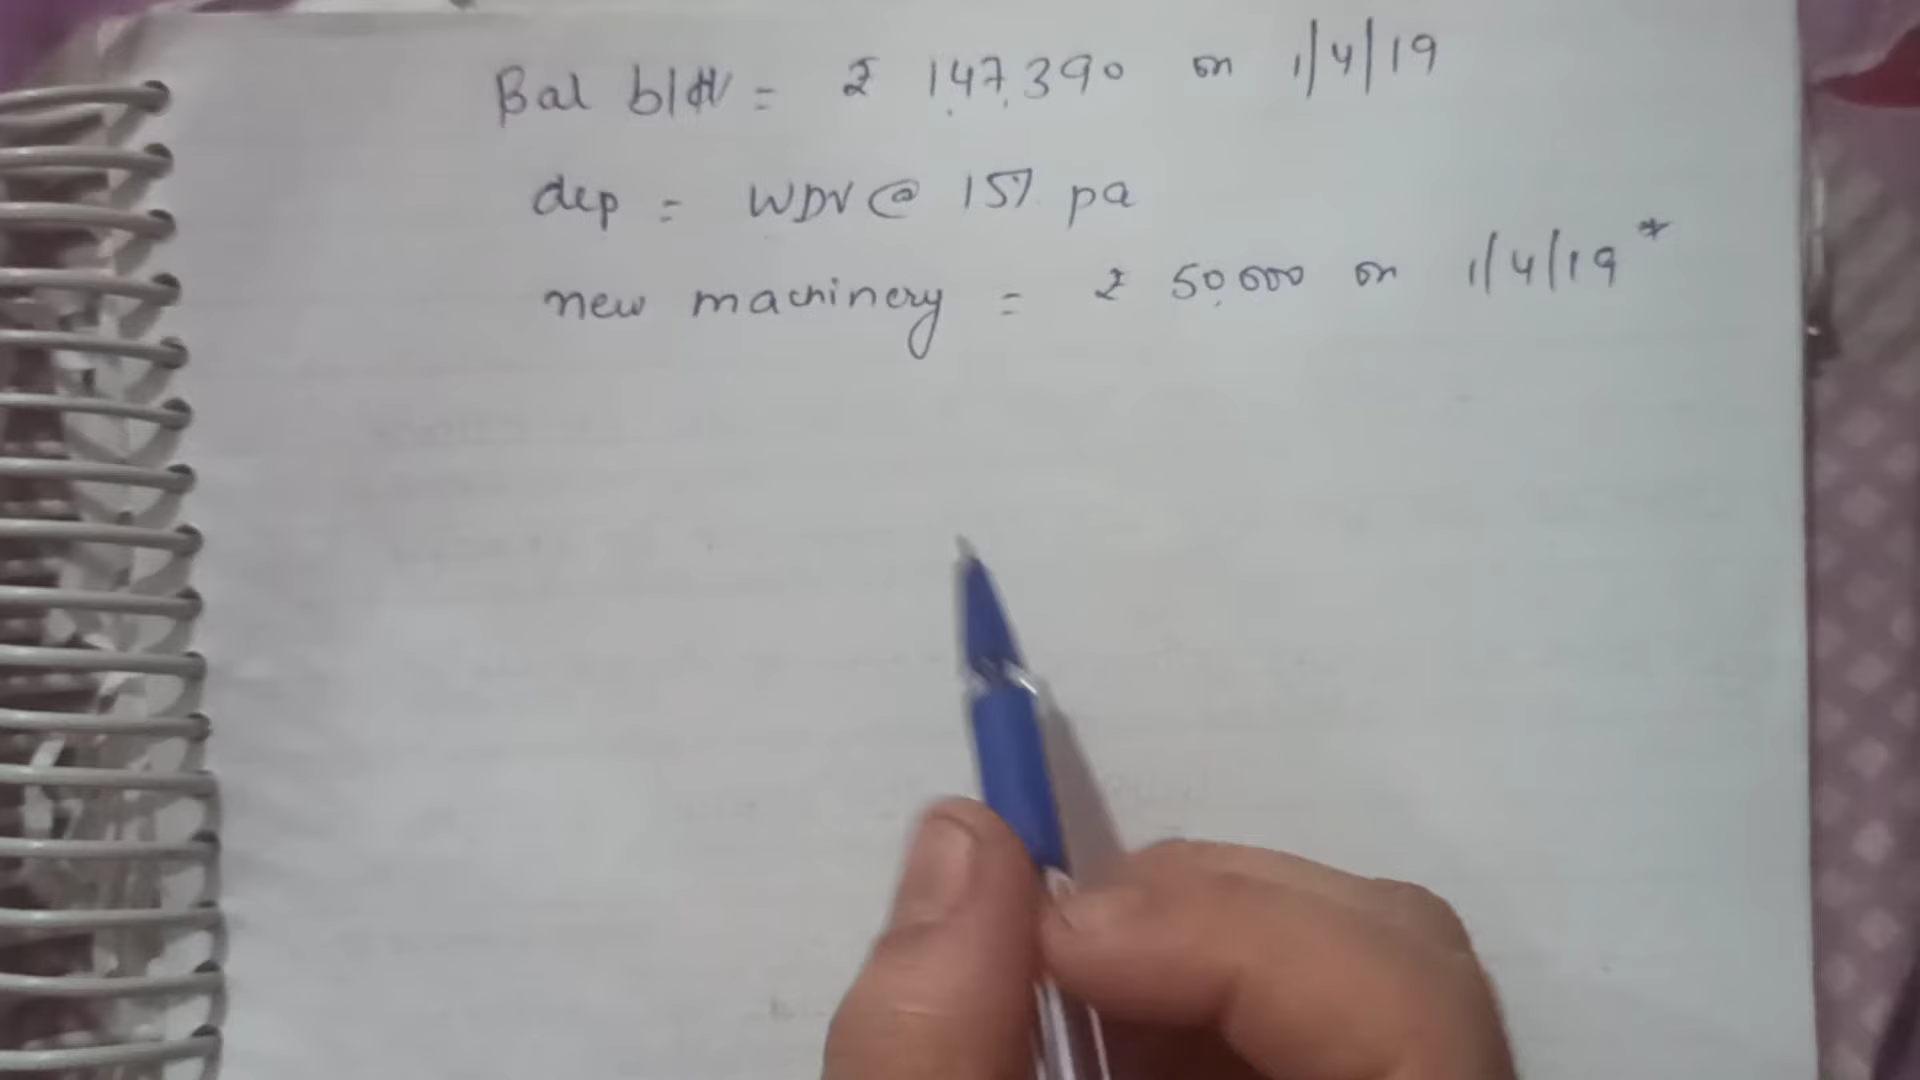 Bal b/d = ₹ 147,390 on 1/4/19
dep = WDV @ 15% pa
new machinery = ₹ 50,000 on 1/4/19 *